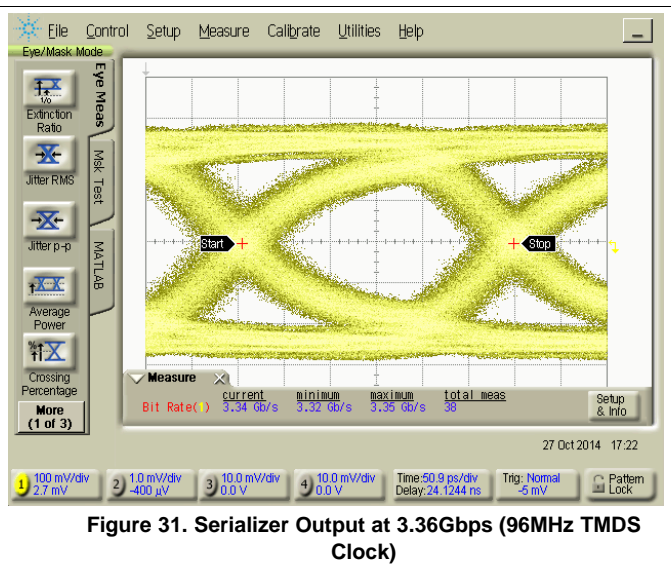 File Control Setup Measure Calibrate Utilities Help
Eye/Mask Mode
Eye Meas
Msk Test
MATLAB
1/0
Extinction
Ratio
Jitter RMS
Jitter p-p
Average
Power
%
Crossing
Percentage
More
(1 of 3)
Start
Stop
Measure
current minimum maximum total meas
Bit Rate(1) 3.34 Gb/s 3.32 Gb/s 3.35 Gb/s 38
Setup
& Info
27 Oct 2014 17:22
1 100 mV/div
2.7 mV
2 1.0 mV/div
-400 µV
3 10.0 mV/div
0.0 V
4 10.0 mV/div
0.0 V
Time:50.9 ps/div
Delay:24.1244 ns
Trig: Normal
-5 mV
Pattern
Lock
Figure 31. Serializer Output at 3.36Gbps (96MHz TMDS
Clock)